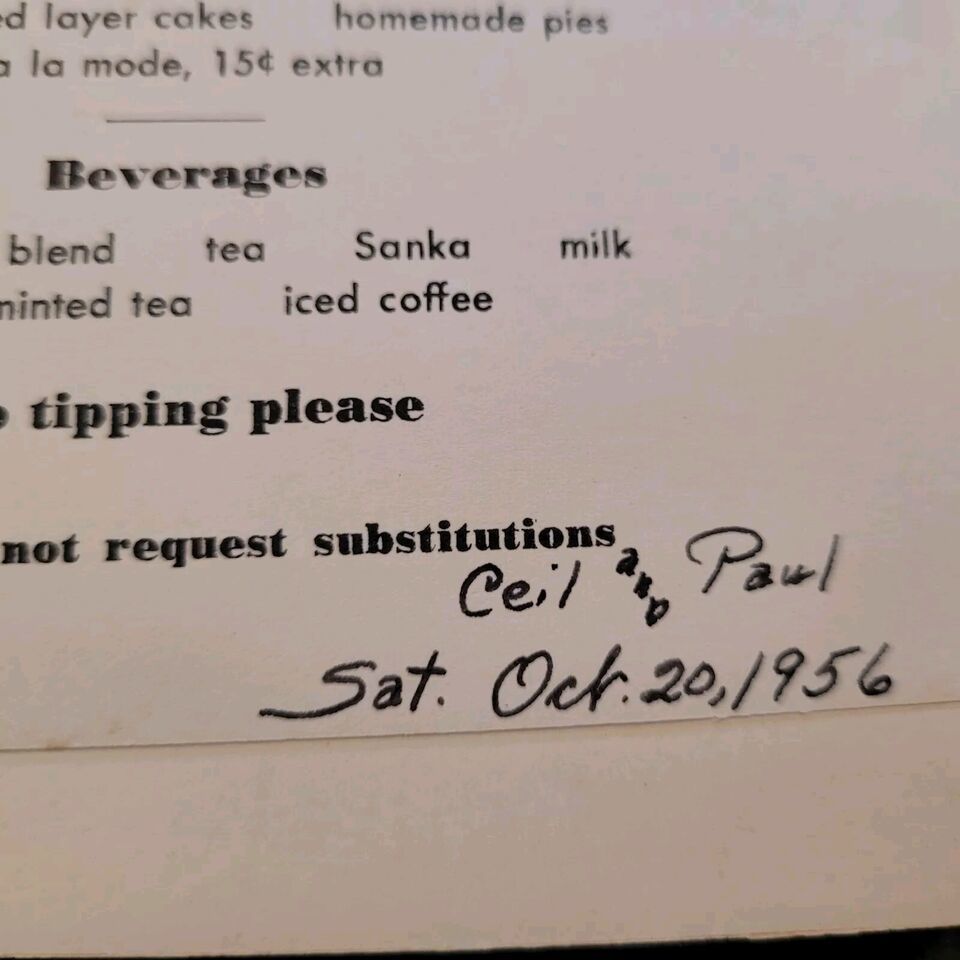 layer cakes homemade pies
a la mode, 15¢ extra
Beverages
blend tea Sanka milk
minted tea iced coffee
tipping please
not request substitutions
Ceil and Paul
Sat. Oct. 20, 1956